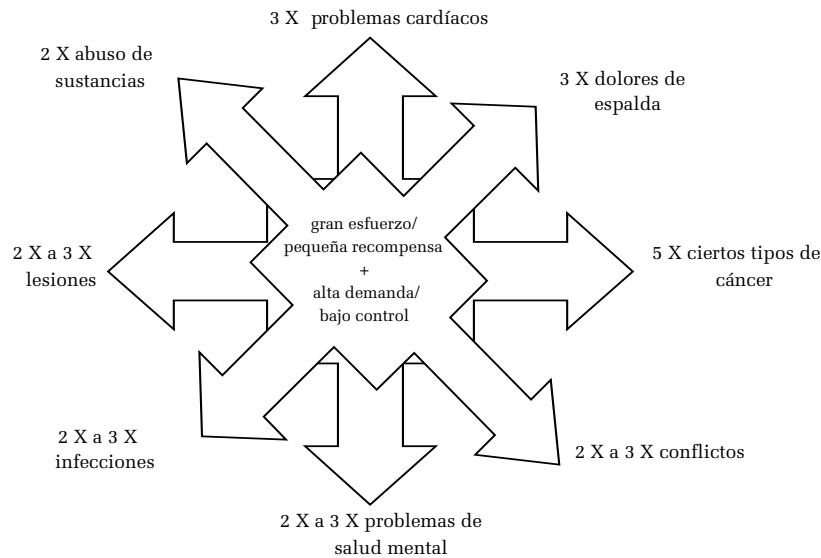 3 X problemas cardíacos
2 X abuso de
sustancias
3 X dolores de
espalda
gran esfuerzo/
pequeña recompensa
+
alta demanda/
bajo control
2 X a 3 X
lesiones
5 X ciertos tipos de
cáncer
2 X a 3 X
infecciones
2 X a 3 X conflictos
2 X a 3 X problemas de
salud mental